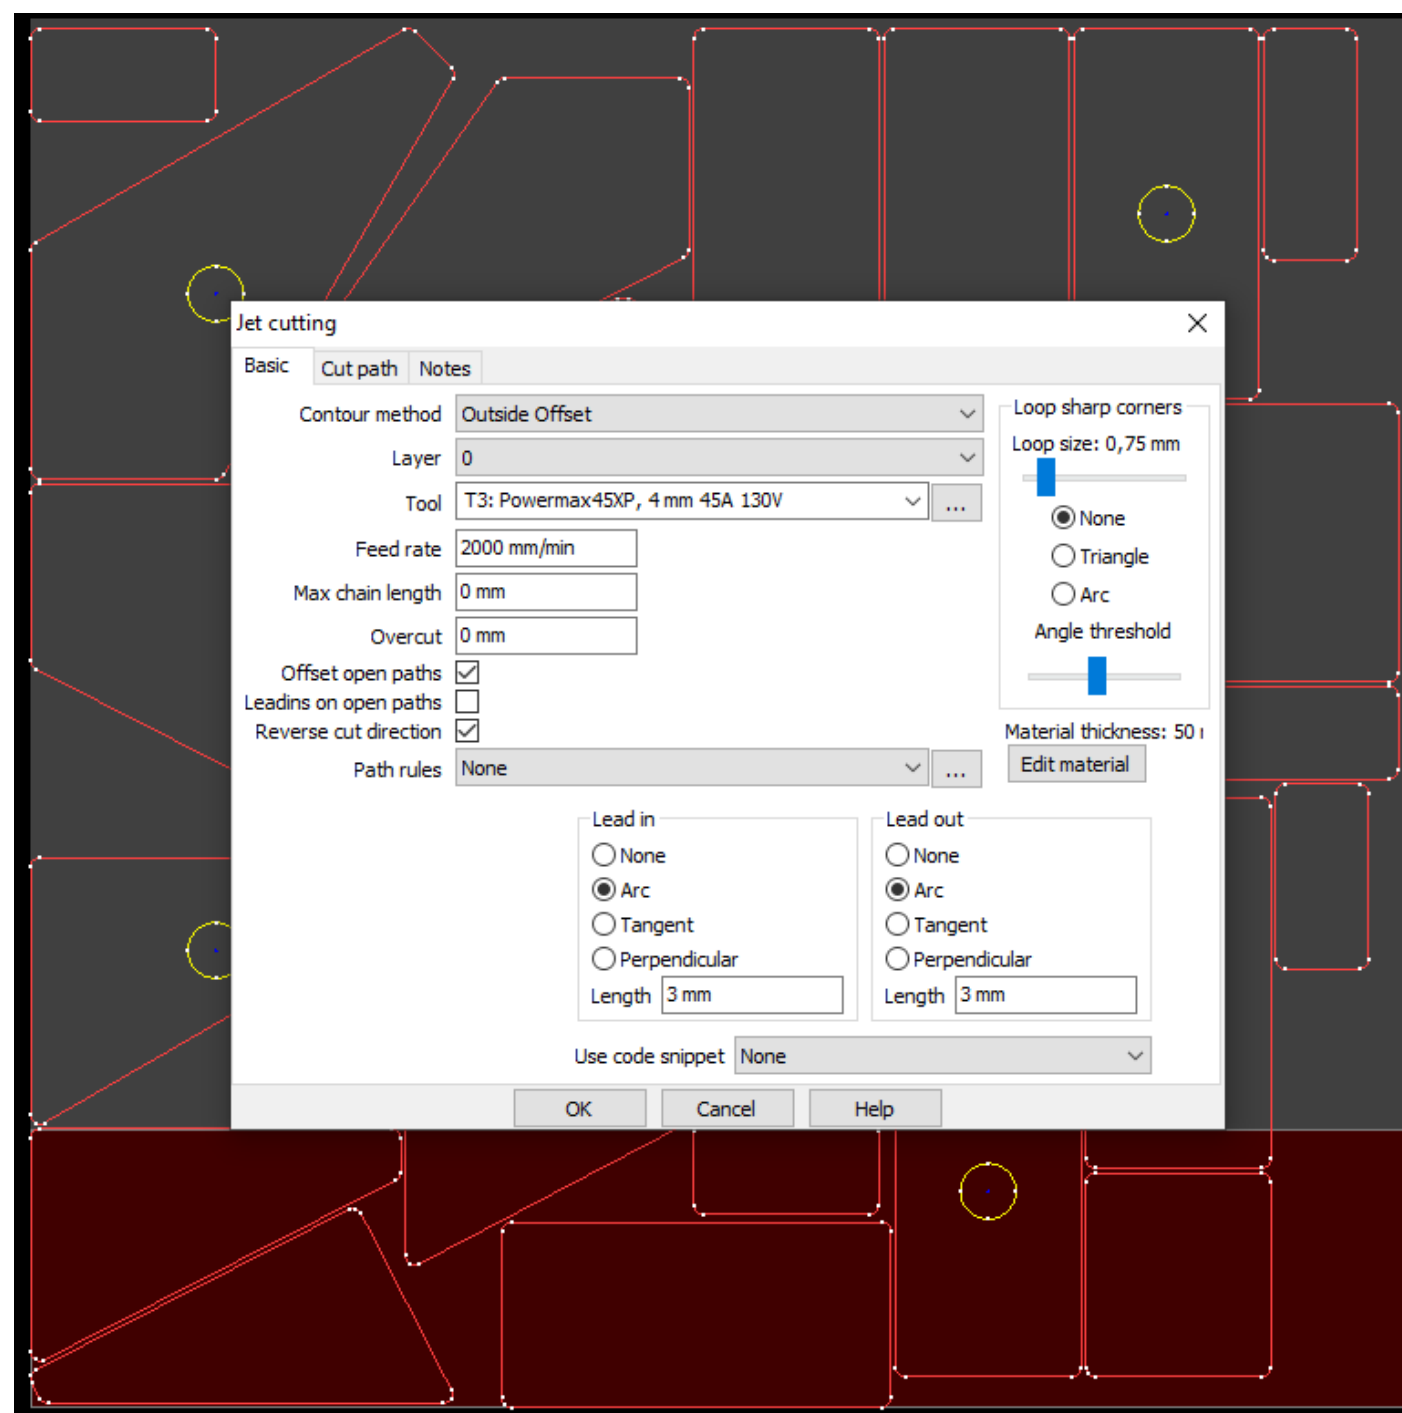 Jet cutting
Basic Cut path Notes
Contour method Outside Offset
Layer 0
Tool T3: Powermax45XP, 4 mm 45A 130V ...
Feed rate 2000 mm/min
Max chain length 0 mm
Overcut 0 mm
Offset open paths
Leadins on open paths
Reverse cut direction
Path rules None ...
Loop sharp corners
Loop size: 0,75 mm
None
Triangle
Arc
Angle threshold
Material thickness: 50
Edit material
Lead in
None
Arc
Tangent
Perpendicular
Length 3 mm
Lead out
None
Arc
Tangent
Perpendicular
Length 3 mm
Use code snippet None
OK Cancel Help